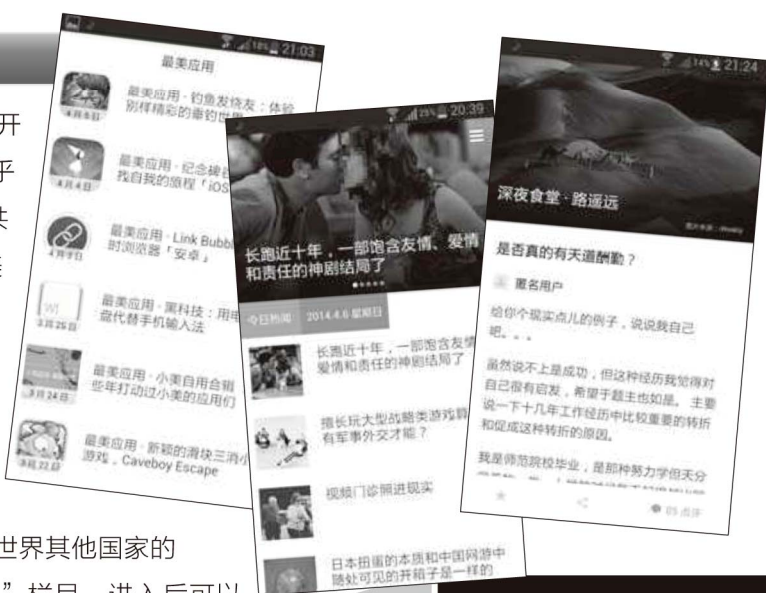 开
乎
世界其他国家的
”栏目，进入后可以
18% 21:03
最美应用
最美应用 · 钓鱼发烧友：体验
别样精彩的垂钓世
4月8日
最美应用 · 纪念碑谷
找自我的旅程「iOS
4月4日
最美应用 · Link Bubbl
时浏览器「安卓」
最美应用 · 黑科技：用电
盘代替手机输入法
3月25日
最美应用 · 小美自用合辑
些年打动过小美的应用们
3月24日
最美应用 · 新颖的滑块三消小
游戏，Caveboy Escape
3月22日
25% 20:39
长跑近十年，一部饱含友情、爱情
和责任的神剧结局了
今日热闻 2014.4.6 星期日
长跑近十年，一部饱含友情
爱情和责任的神剧结局了
擅长玩大型战略类游戏算
有军事外交才能？
视频门诊照进现实
日本扭蛋的本质和中国网游中
随处可见的开箱子是一样的
14% 21:24
深夜食堂 · 路遥远
是否真的有天道酬勤？
匿名用户
给你个现实点儿的例子，说说我自己
吧。。。
虽然说不上是成功，但这种经历我觉得对
自己很有启发，希望于题主也如是。 主要
说一下十几年工作经历中比较重要的转折
和促成这种转折的原因。
我是师范院校毕业，是那种努力学但天分
点评